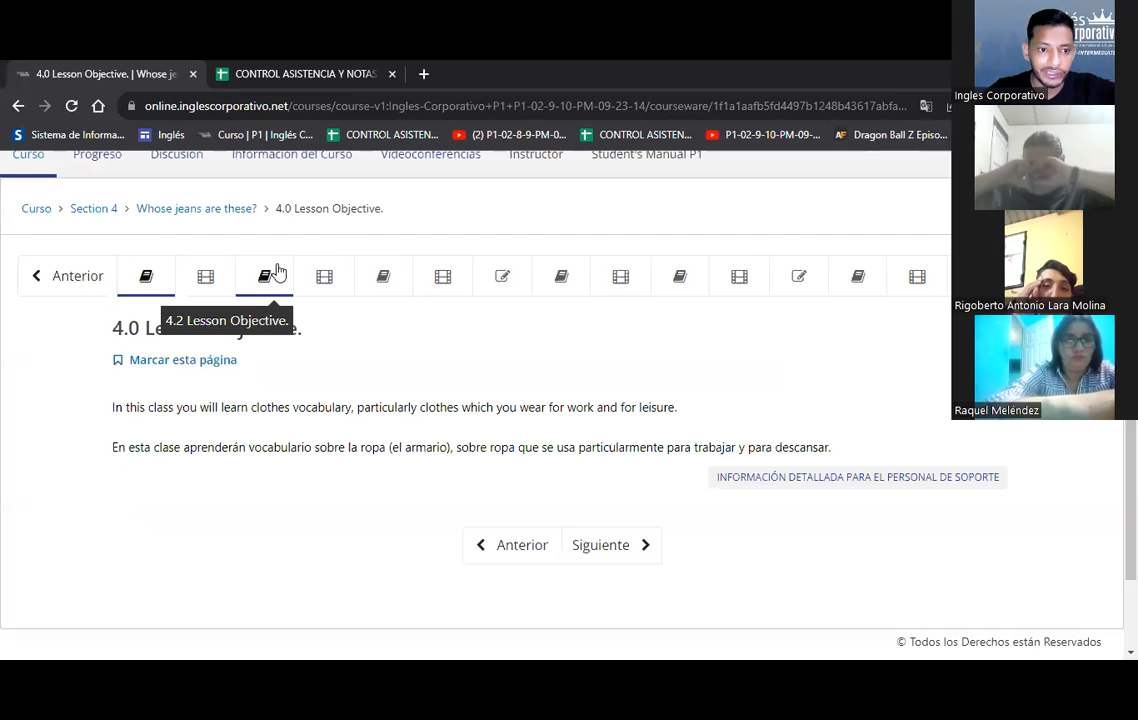 4.0 Lesson Objective. | Whose je
CONTROL ASISTENCIA Y NOTAS
online.inglescorporativo.net/courses/course-v1:Ingles-Corporativo+P1+P1-02-9-10-PM-09-23-14/courseware/1f1a1aafb5fd4497b1248b43617abfa...
Sistema de Informa...
Inglés
Curso | P1 | Inglés C...
CONTROL ASISTEN...
(2) P1-02-8-9-PM-0...
CONTROL ASISTEN...
P1-02-9-10-PM-09-...
Dragon Ball Z Episo...
Curso
Progreso
Discusión
Información del Curso
Videoconferencias
Instructor
Student's Manual P1
Curso > Section 4 > Whose jeans are these? > 4.0 Lesson Objective.
Anterior
4.2 Lesson Objective.
Marcar esta página
In this class you will learn clothes vocabulary, particularly clothes which you wear for work and for leisure.
En esta clase aprenderán vocabulario sobre la ropa (el armario), sobre ropa que se usa particularmente para trabajar y para descansar.
INFORMACIÓN DETALLADA PARA EL PERSONAL DE SOPORTE
Anterior
Siguiente
© Todos los Derechos están Reservados
Ingles Corporativo
Rigoberto Antonio Lara Molina
Raquel Meléndez